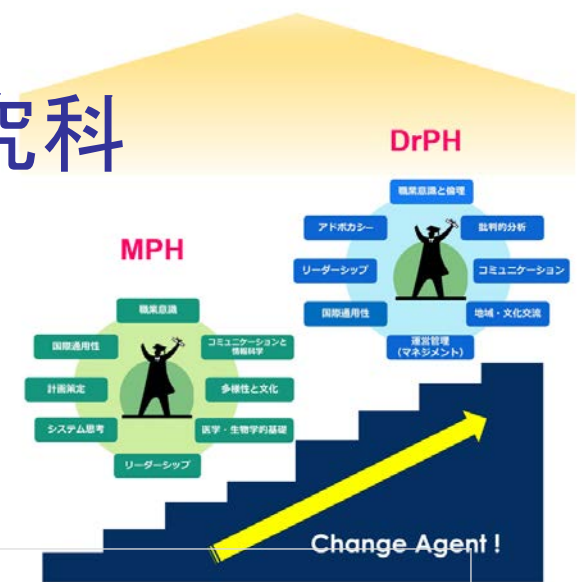 究科
DrPH
職業意識と倫理
アドボカシー
批判的分析
リーダーシップ
コミュニケーション
国際通用性
地域・文化交流
運営管理
(マネジメント)
MPH
職業意識
国際通用性
コミュニケーションと
情報科学
計画策定
多様性と文化
システム思考
医学・生物学的基礎
リーダーシップ
Change Agent !